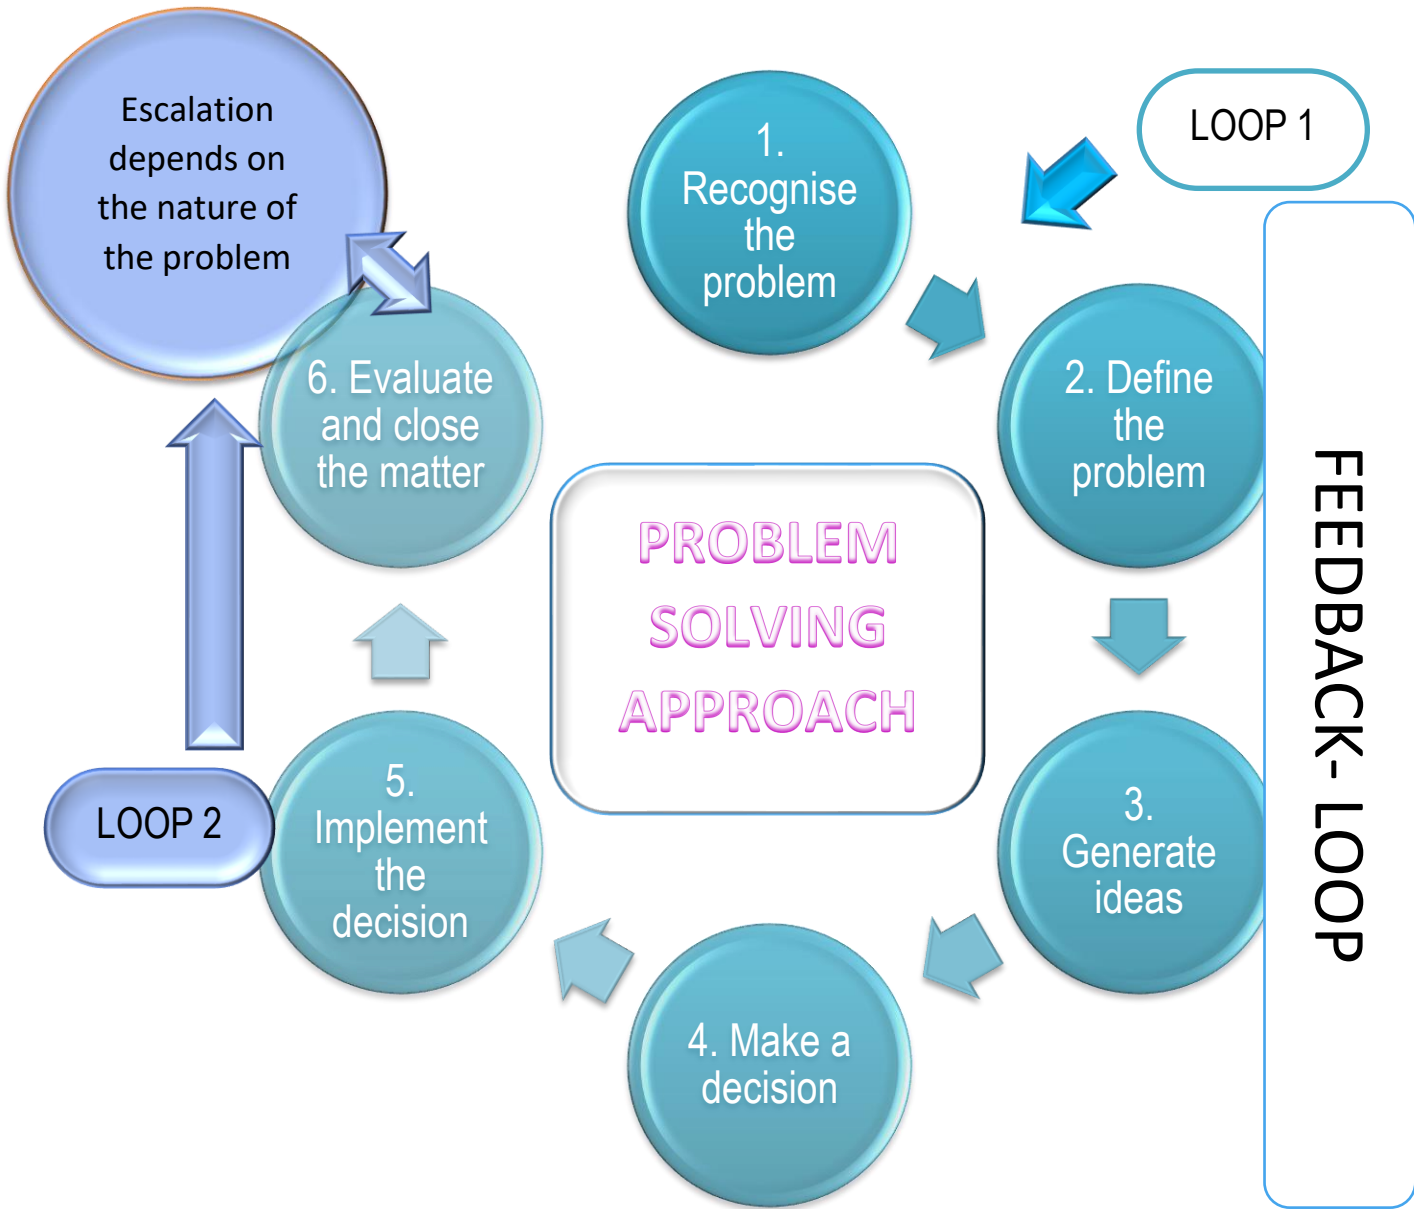 Escalation
depends on
the nature of
the problem
1.
Recognise
the
problem
LOOP 1
2. Define
the
problem
6. Evaluate
and close
the matter
PROBLEM
SOLVING
APPROACH
FEEDBACK- LOOP
3.
Generate
ideas
5.
Implement
the
decision
LOOP 2
4. Make a
decision